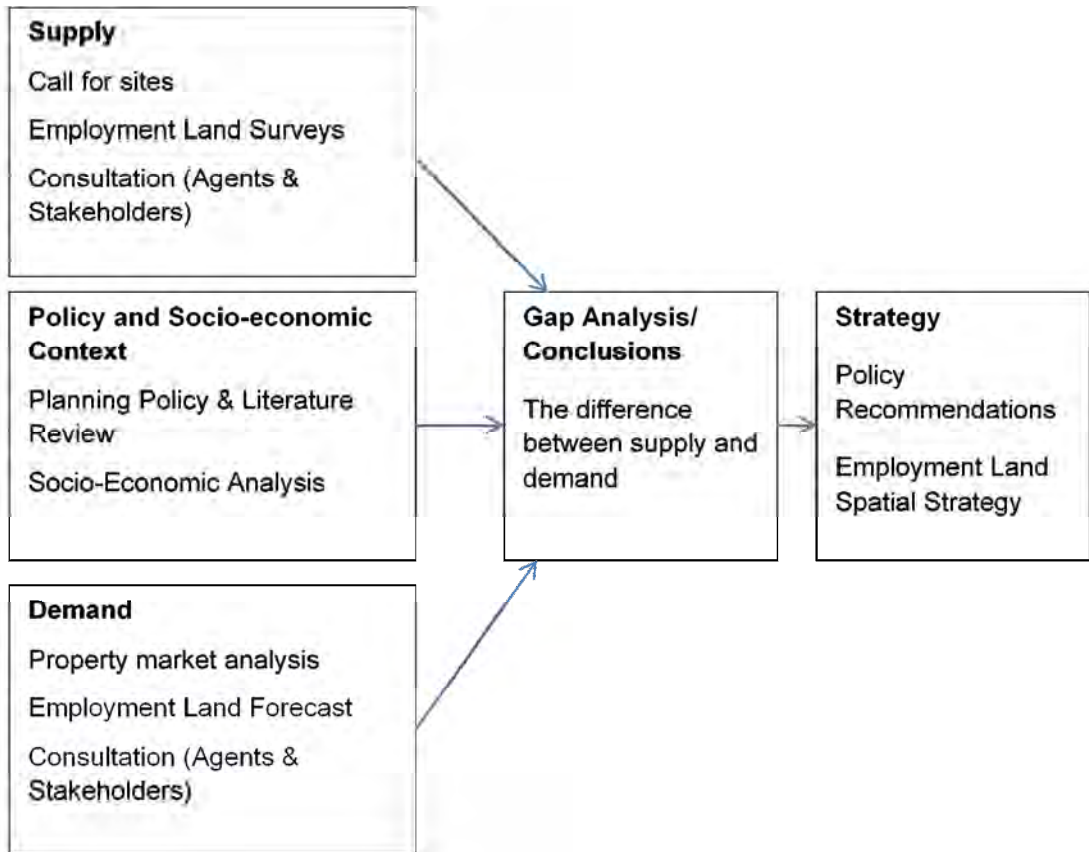 Supply
Call for sites
Employment Land Surveys
Consultation (Agents &
Stakeholders)
Policy and Socio-economic
Context
Planning Policy & Literature
Review
Socio-Economic Analysis
Demand
Property market analysis
Employment Land Forecast
Consultation (Agents &
Stakeholders)
Gap Analysis/
Conclusions
The difference
between supply and
demand
Strategy
Policy
Recommendations
Employment Land
Spatial Strategy